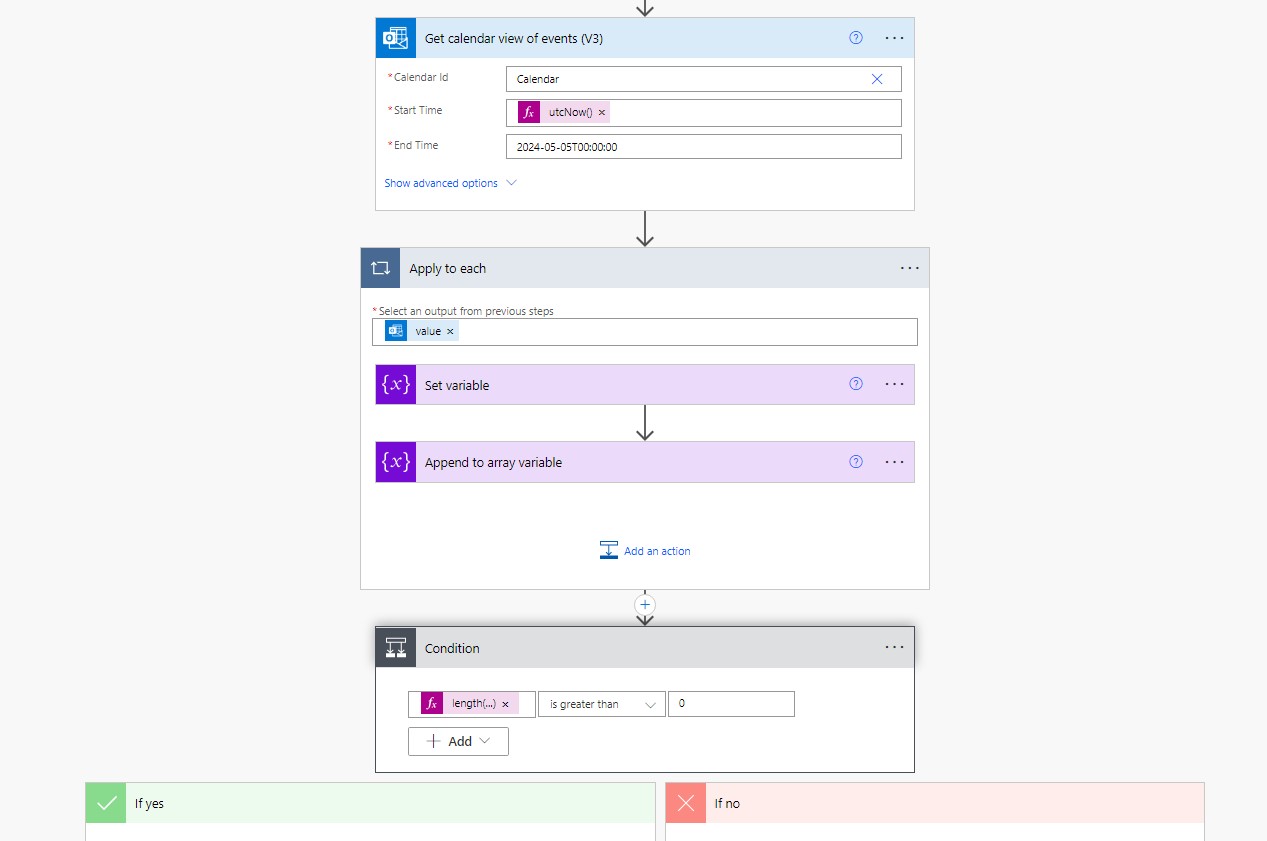 Get calendar view of events (V3)
*Calendar Id
Calendar
*Start Time
fx utcNow() ×
*End Time
2024-05-05T00:00:00
Show advanced options
Apply to each
*Select an output from previous steps
value ×
{x} Set variable
{x} Append to array variable
Add an action
Condition
fx length(...) ×
is greater than
0
+ Add
If yes
If no